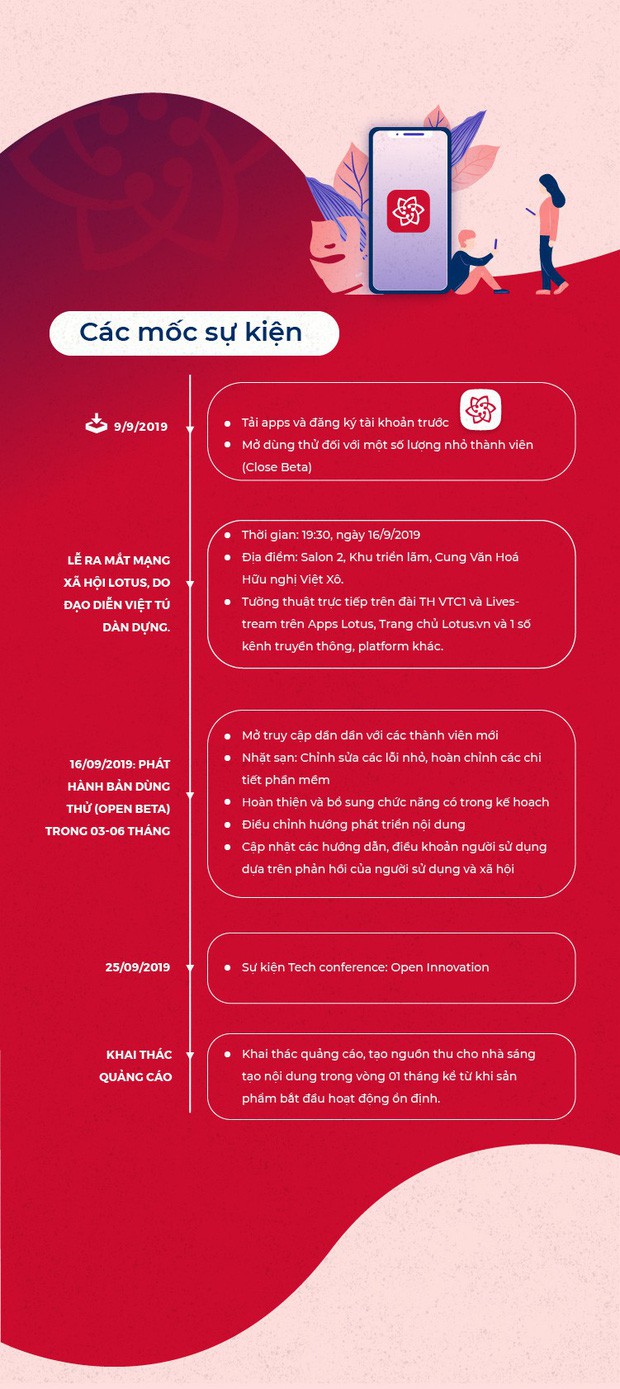 Các mốc sự kiện
9/9/2019
Tải apps và đăng ký tài khoản trước
Mở dùng thử đối với một số lượng nhỏ thành viên
(Close Beta)
LỄ RA MẮT MẠNG
XÃ HỘI LOTUS, DO
ĐẠO DIỄN VIỆT TÚ
DÀN DỰNG.
Thời gian: 19:30, ngày 16/9/2019
Địa điểm: Salon 2, Khu triển lãm, Cung Văn Hoá
Hữu nghị Việt Xô.
Tường thuật trực tiếp trên đài TH VTC1 và Lives-
tream trên Apps Lotus, Trang chủ Lotus.vn và 1 số
kênh truyền thông, platform khác.
16/09/2019: PHÁT
HÀNH BẢN DÙNG
THỬ (OPEN BETA)
TRONG 03-06 THÁNG
Mở truy cập dần dần với các thành viên mới
Nhặt sạn: Chỉnh sửa các lỗi nhỏ, hoàn chỉnh các chi
tiết phần mềm
Hoàn thiện và bổ sung chức năng có trong kế hoạch
Điều chỉnh hướng phát triển nội dung
Cập nhật các hướng dẫn, điều khoản người sử dụng
dựa trên phản hồi của người sử dụng và xã hội
25/09/2019
Sự kiện Tech conference: Open Innovation
KHAI THÁC
QUẢNG CÁO
Khai thác quảng cáo, tạo nguồn thu cho nhà sáng
tạo nội dung trong vòng 01 tháng kể từ khi sản
phẩm bắt đầu hoạt động ổn định.